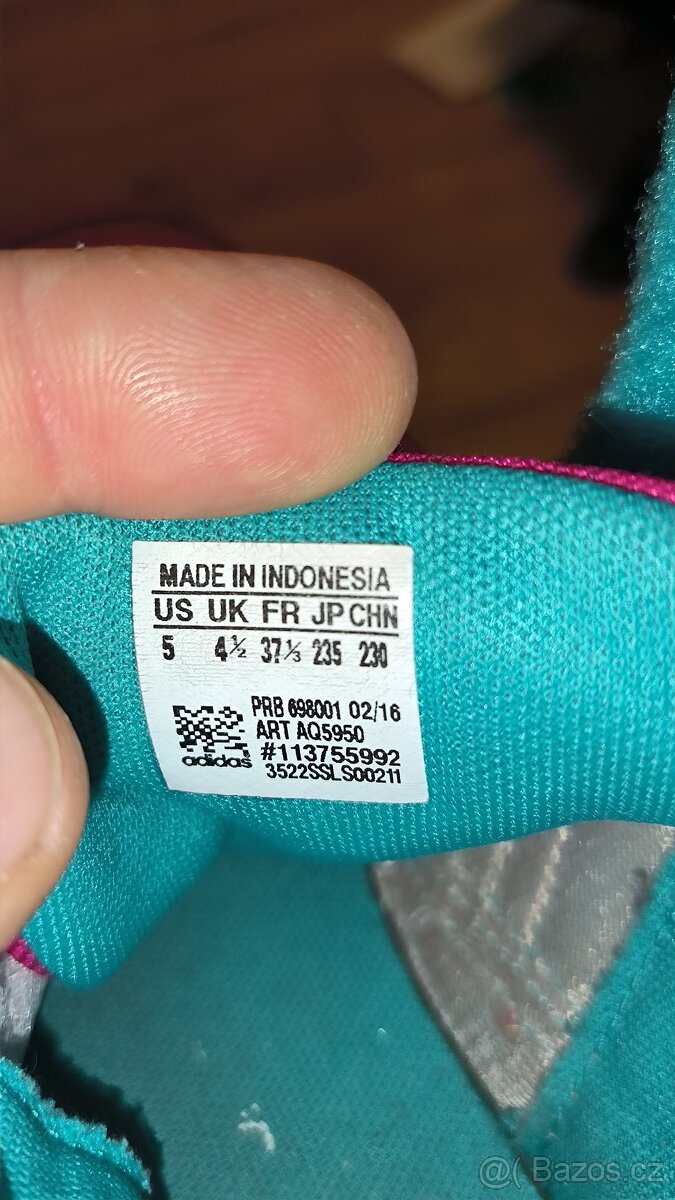 MADE IN INDONESIA
US UK FR JP CHN
5 4½ 37⅓ 235 230
PRB 698001 02/16
ART AQ5950
adidas #113755992
3522SSLS00211
@( Bazos.cz